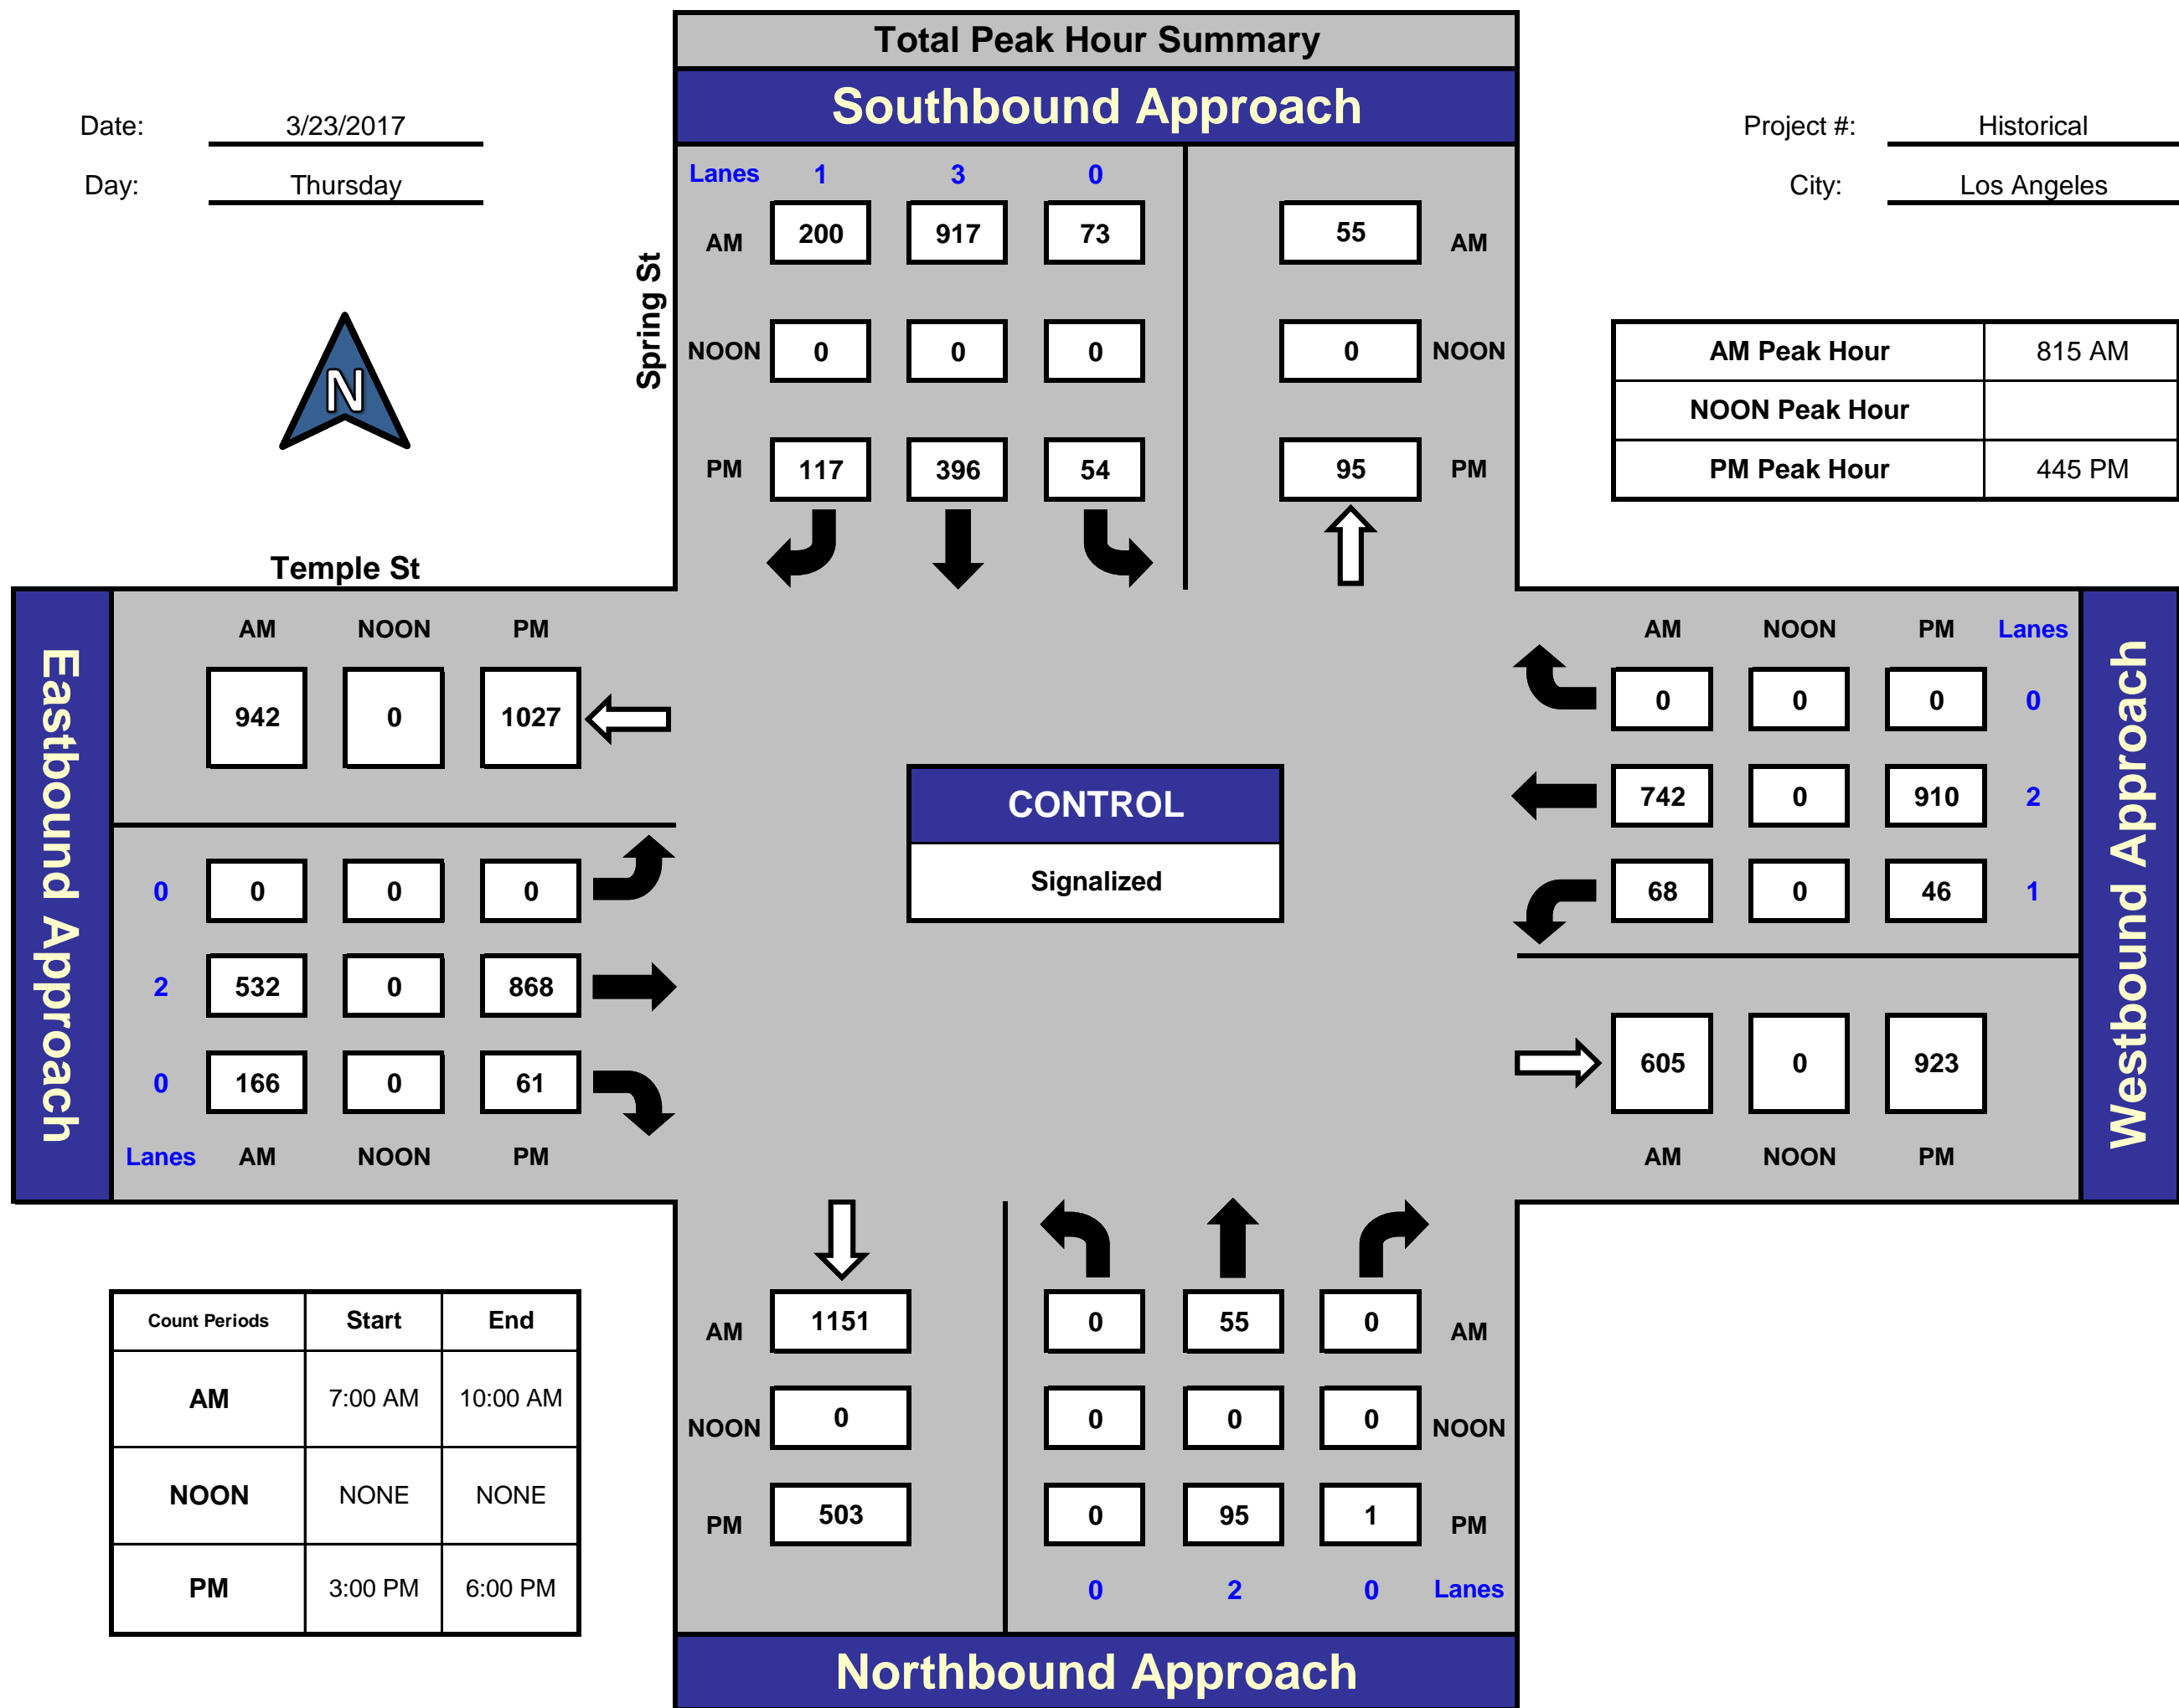 Total Peak Hour Summary
Southbound Approach
Date: 3/23/2017
Project #: Historical
Day: Thursday
City: Los Angeles
Lanes 1 3 0
AM 200 917 73 55 AM
Spring St
NOON 0 0 0 0 NOON
PM 117 396 54 95 PM
N
AM Peak Hour 815 AM
NOON Peak Hour
PM Peak Hour 445 PM
Temple St
Eastbound Approach
AM NOON PM
942 0 1027
0 0 0 0
2 532 0 868
0 166 0 61
Lanes AM NOON PM
CONTROL
Signalized
AM NOON PM Lanes
0 0 0 0
742 0 910 2
68 0 46 1
605 0 923
AM NOON PM
Westbound Approach
Count Periods Start End
AM 7:00 AM 10:00 AM
NOON NONE NONE
PM 3:00 PM 6:00 PM
AM 1151 0 55 0 AM
NOON 0 0 0 0 NOON
PM 503 0 95 1 PM
0 2 0 Lanes
Northbound Approach